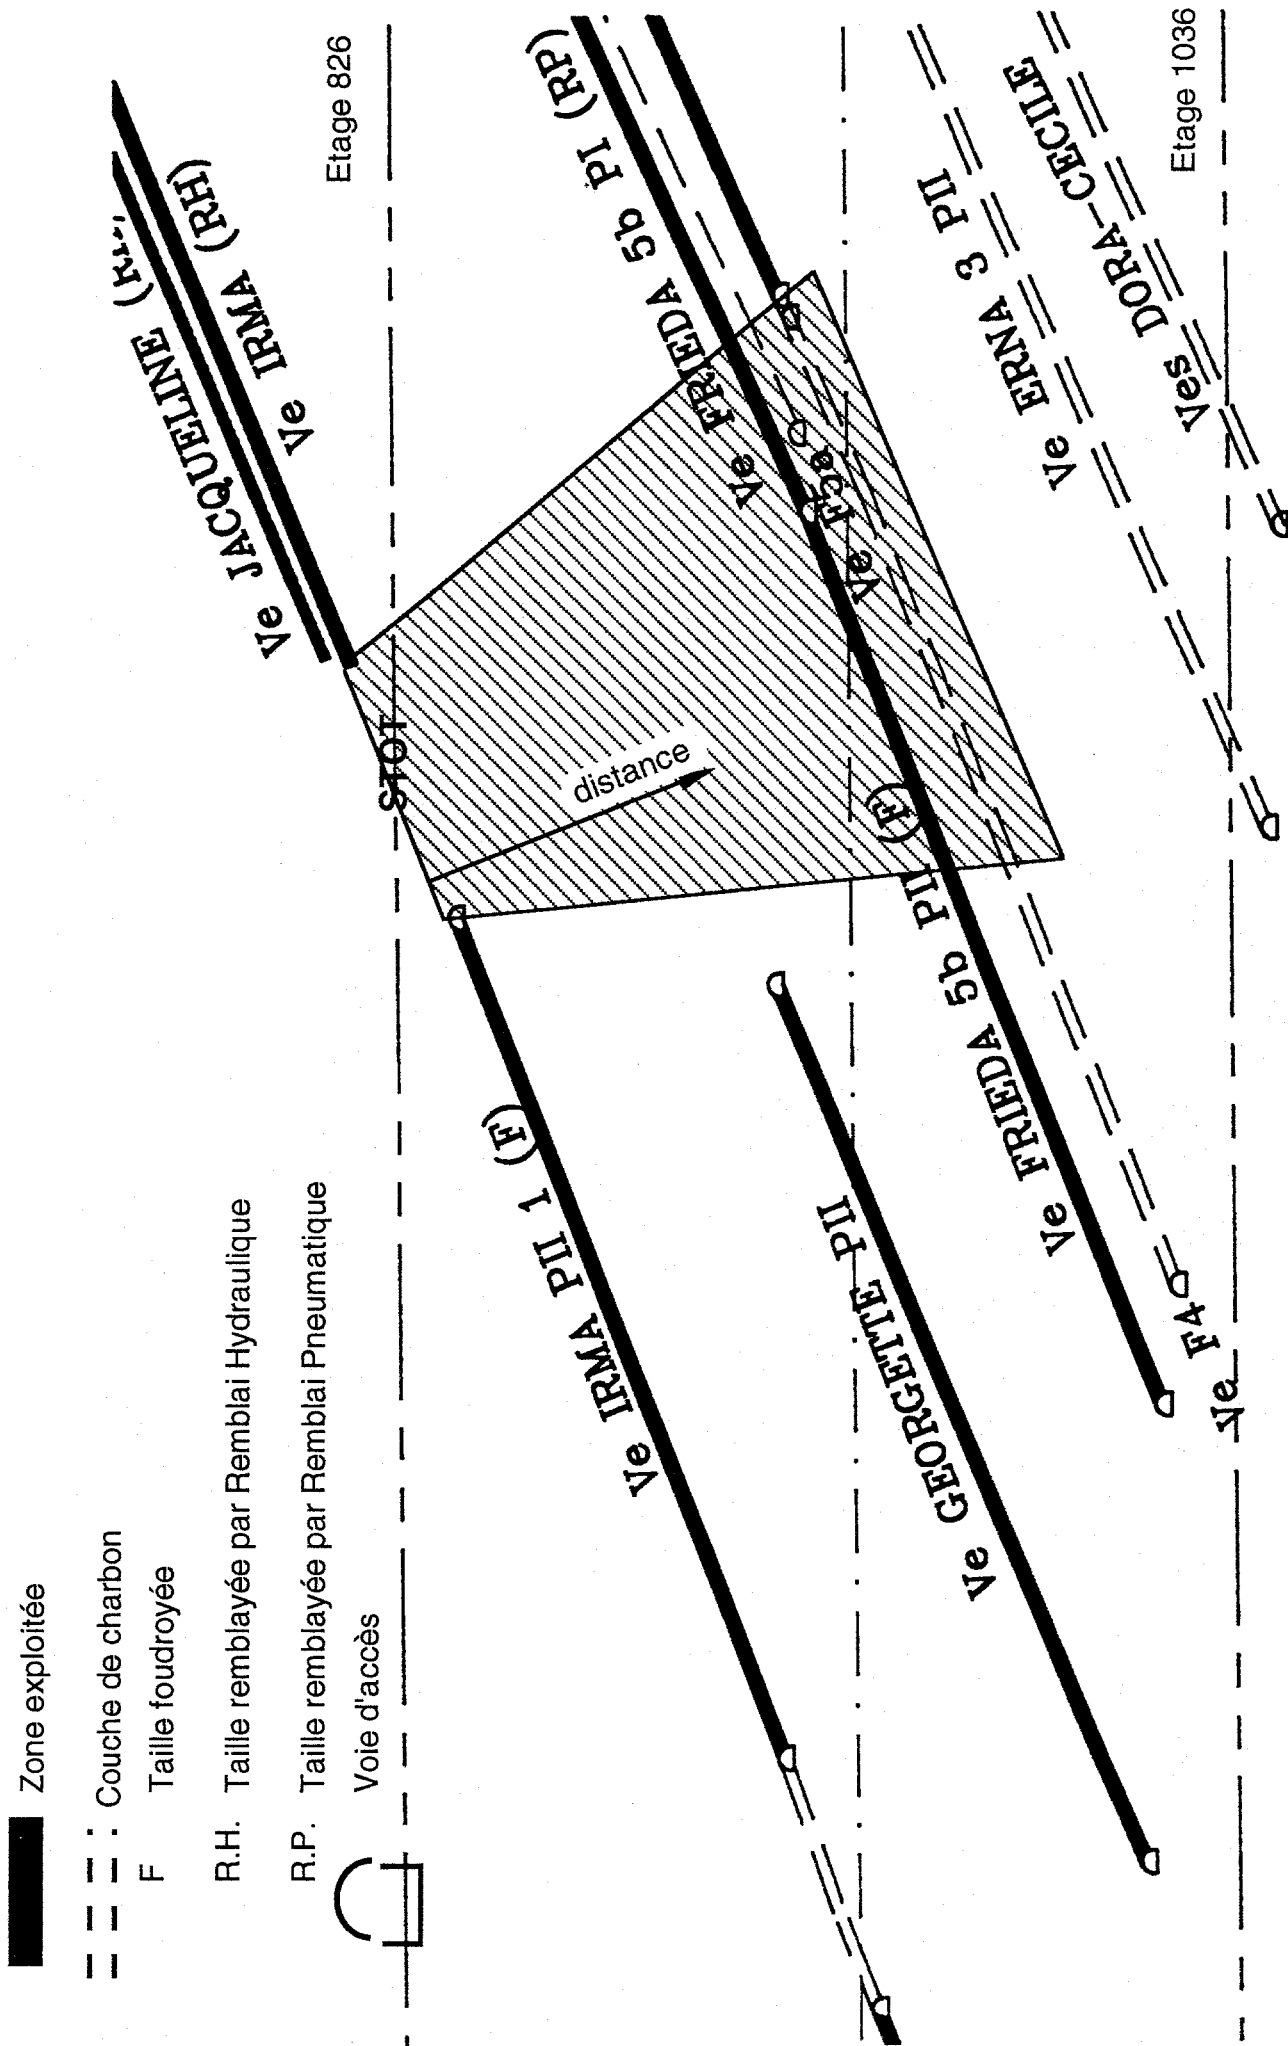 Zone exploitée
Couche de charbon
F Taille foudroyée
R.H. Taille remblayée par Remblai Hydraulique
R.P. Taille remblayée par Remblai Pneumatique
Voie d'accès
Ve JACQUELINE
Ve IRMA (RH)
Etage 826
STOT
distance
Ve IRMA PII 1 (F)
Ve FRIEDA 5b PI (RP)
Ve F5a
Ve GEORGETTE PII
Ve FRIEDA 5b PII (F)
Ve F4
Ve ERNA 3 PII
Ves DORA-CECILE
Etage 1036